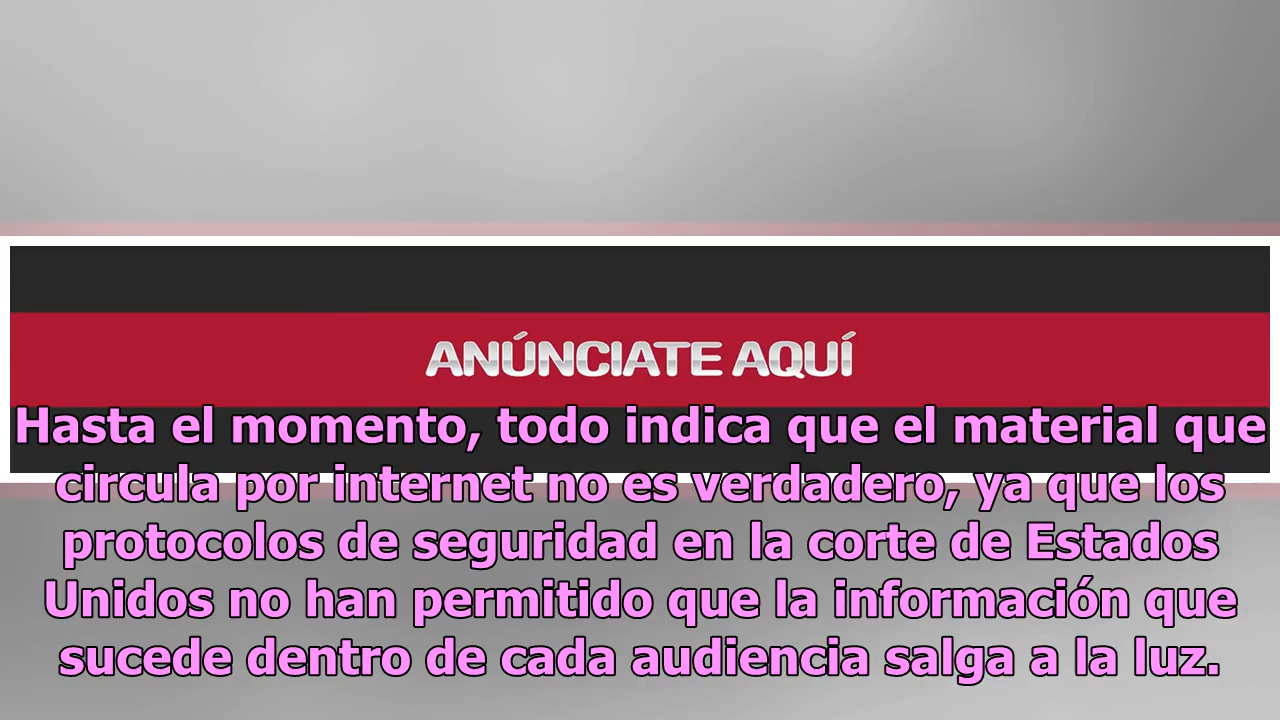 ANÚNCIATE AQUÍ
Hasta el momento, todo indica que el material que
circula por internet no es verdadero, ya que los
protocolos de seguridad en la corte de Estados
Unidos no han permitido que la información que
sucede dentro de cada audiencia salga a la luz.